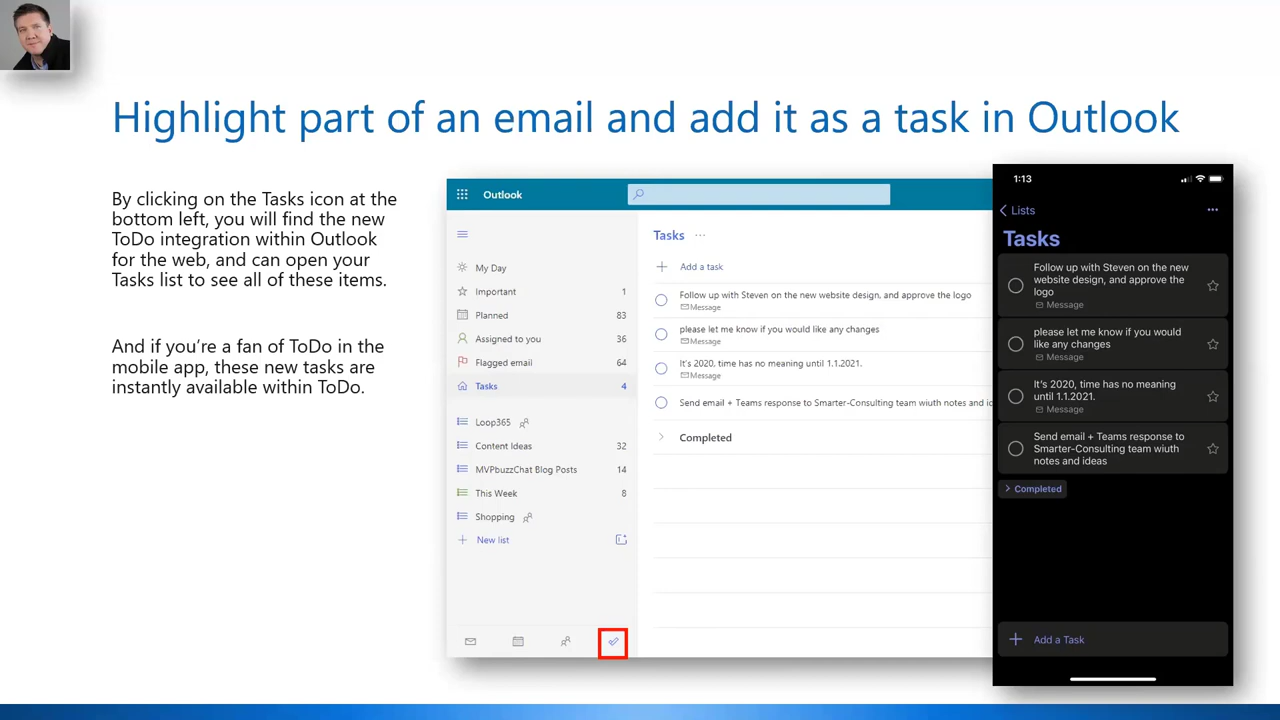 Highlight part of an email and add it as a task in Outlook
By clicking on the Tasks icon at the
bottom left, you will find the new
ToDo integration within Outlook
for the web, and can open your
Tasks list to see all of these items.
And if you're a fan of ToDo in the
mobile app, these new tasks are
instantly available within ToDo.
Outlook
My Day
Important 1
Planned 83
Assigned to you 36
Flagged email 64
Tasks 4
Loop365
Content Ideas 32
MVPbuzzChat Blog Posts 14
This Week 8
Shopping
New list
Tasks ...
Add a task
Follow up with Steven on the new website design, and approve the logo
Message
please let me know if you would like any changes
Message
It's 2020, time has no meaning until 1.1.2021.
Message
Send email + Teams response to Smarter-Consulting team wiuth notes and id
Completed
1:13
Lists
Tasks
Follow up with Steven on the new
website design, and approve the
logo
Message
please let me know if you would
like any changes
Message
It's 2020, time has no meaning
until 1.1.2021.
Message
Send email + Teams response to
Smarter-Consulting team wiuth
notes and ideas
Completed
Add a Task